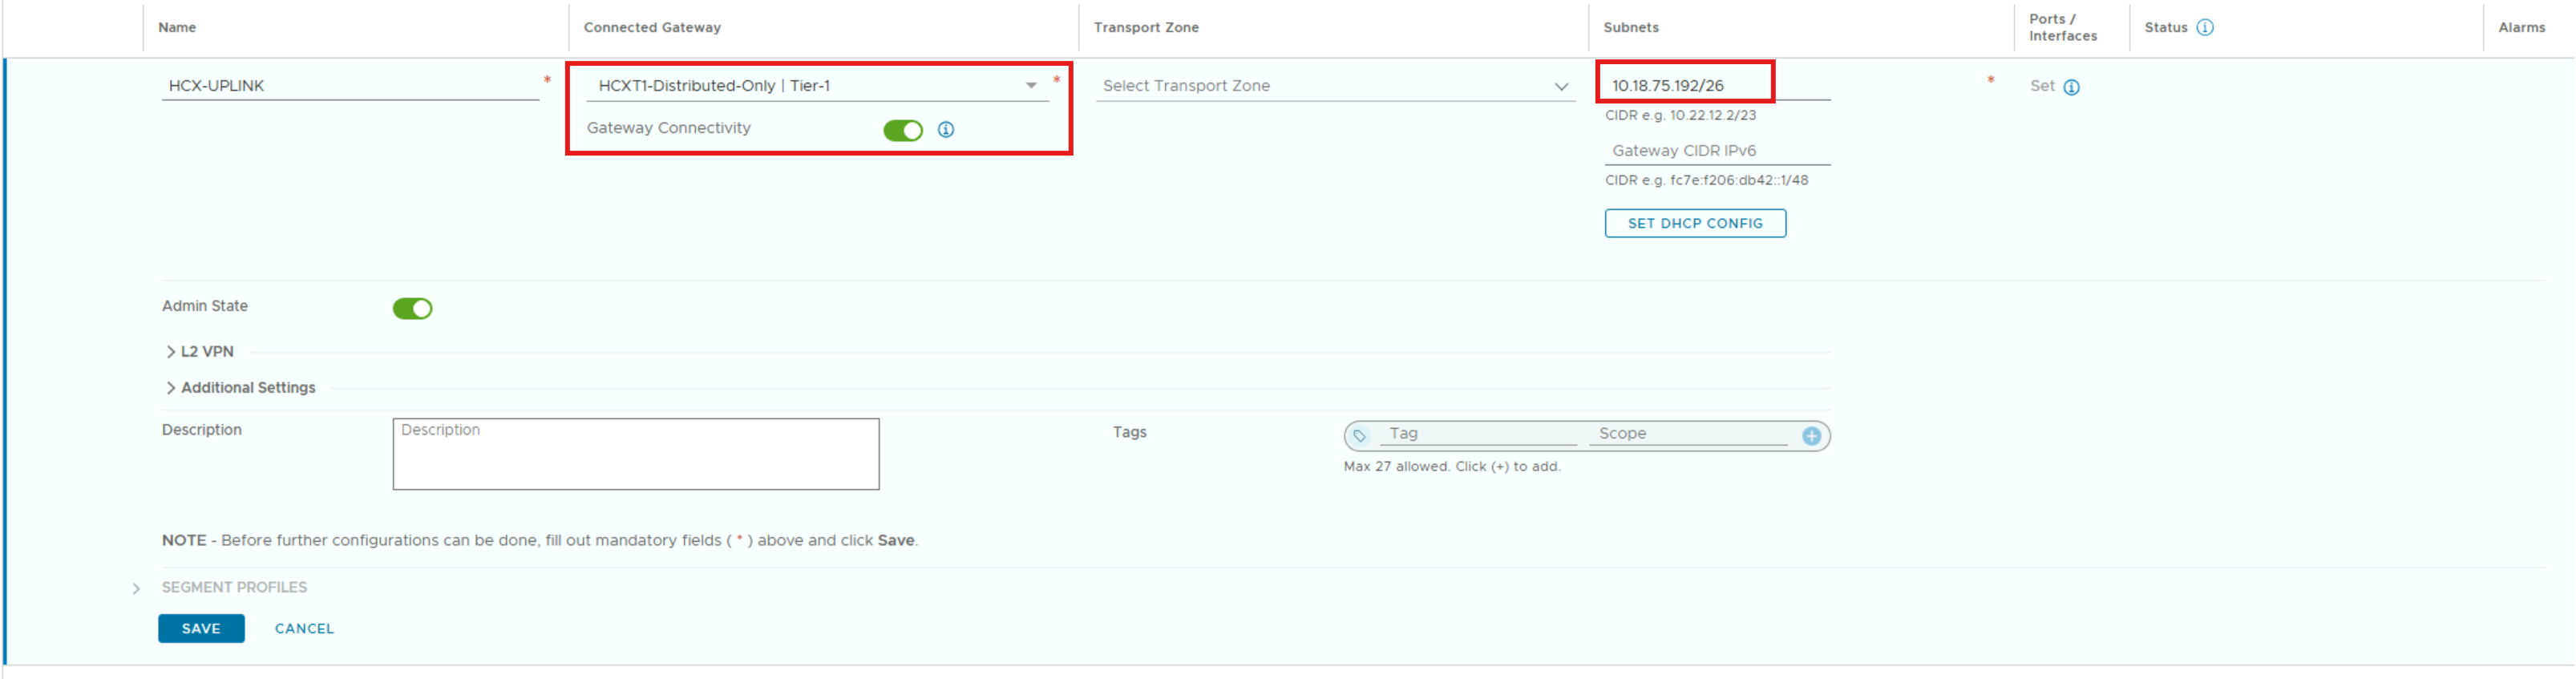 Name
Connected Gateway
Transport Zone
Subnets
Ports /
Interfaces
Status
Alarms
HCX-UPLINK *
HCXT1-Distributed-Only | Tier-1 *
Select Transport Zone
10.18.75.192/26 *
Set
CIDR e.g. 10.22.12.2/23
Gateway Connectivity
Gateway CIDR IPv6
CIDR e.g. fc7e:f206:db42::1/48
SET DHCP CONFIG
Admin State
L2 VPN
Additional Settings
Description
Description
Tags
Tag
Scope
Max 27 allowed. Click (+) to add.
NOTE - Before further configurations can be done, fill out mandatory fields ( * ) above and click Save.
SEGMENT PROFILES
SAVE
CANCEL